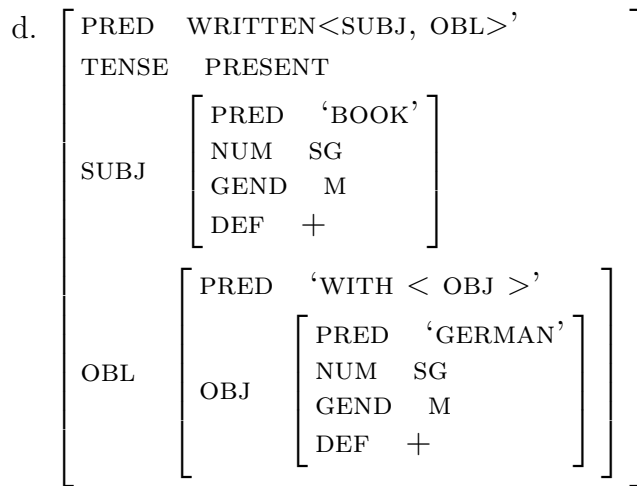 d.
PRED WRITTEN<SUBJ, OBL>’
TENSE PRESENT
SUBJ
PRED ‘BOOK’
NUM SG
GEND M
DEF +
OBL
PRED ‘WITH < OBJ >’
OBJ
PRED ‘GERMAN’
NUM SG
GEND M
DEF +